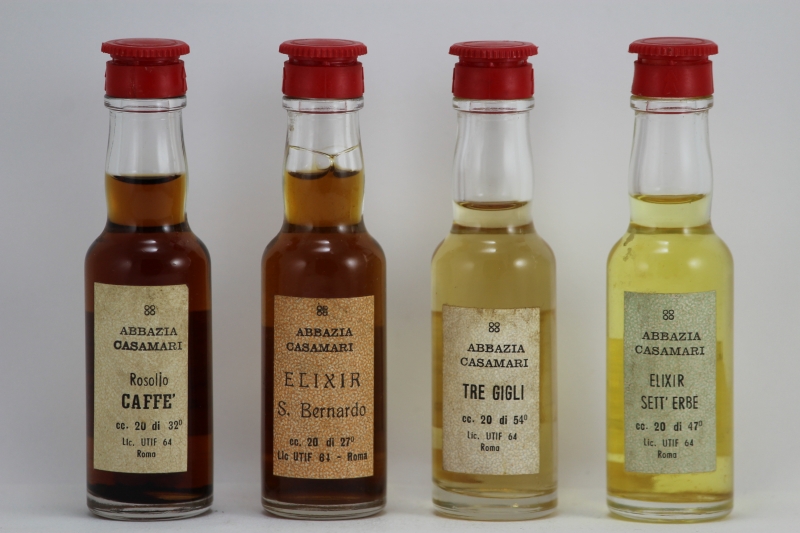 ABBAZIA
CASAMARI
Rosolio
CAFFE'
cc. 20 di 32°
Lic. UTIF 64
Roma
ABBAZIA
CASAMARI
ELIXIR
S. Bernardo
cc. 20 di 27°
Lic UTIF 61 - Roma
ABBAZIA
CASAMARI
TRE GIGLI
cc. 20 di 54°
Lic. UTIF 64
Roma
ABBAZIA
CASAMARI
ELIXIR
SETT' ERBE
cc. 20 di 47°
Lic. UTIF 64
Roma